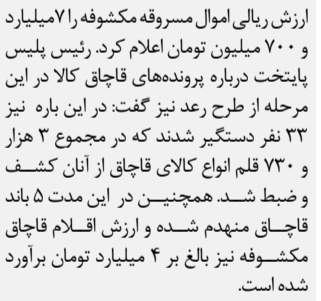 ارزش ریالی اموال مسروقه مکشوفه را ۷میلیارد
و ۷۰۰ میلیون تومان اعلام کرد. رئیس پلیس
پایتخت درباره پرونده‌های قاچاق کالا در این
مرحله از طرح رعد نیز گفت: در این باره نیز
۳۳ نفر دستگیر شدند که در مجموع ۳ هزار
و ۷۳۰ قلم انواع کالای قاچاق از آنان کشف
و ضبط شد. همچنین در این مدت ۵ باند
قاچاق منهدم شده و ارزش اقلام قاچاق
مکشوفه نیز بالغ بر ۴ میلیارد تومان برآورد
شده است.